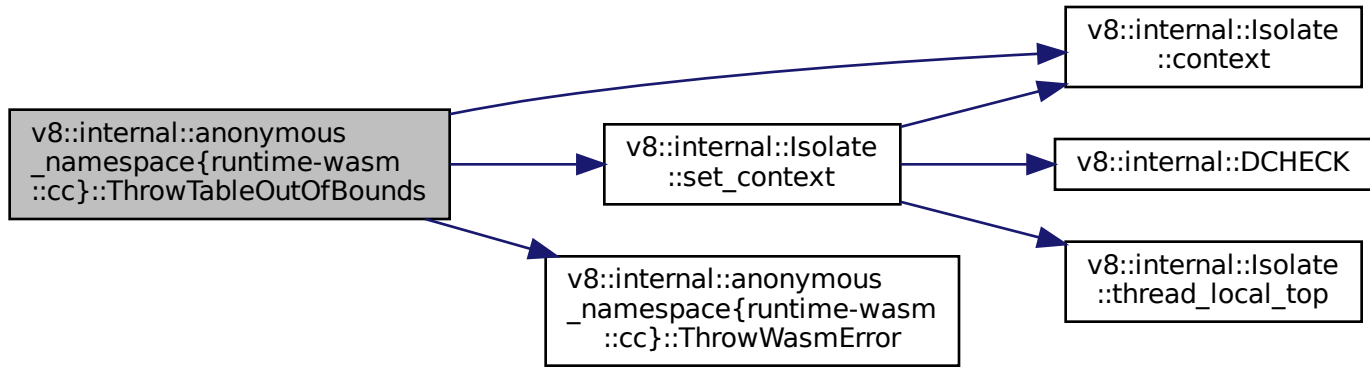 v8::internal::anonymous
_namespace{runtime-wasm
::cc}::ThrowTableOutOfBounds
v8::internal::Isolate
::set_context
v8::internal::anonymous
_namespace{runtime-wasm
::cc}::ThrowWasmError
v8::internal::Isolate
::context
v8::internal::DCHECK
v8::internal::Isolate
::thread_local_top